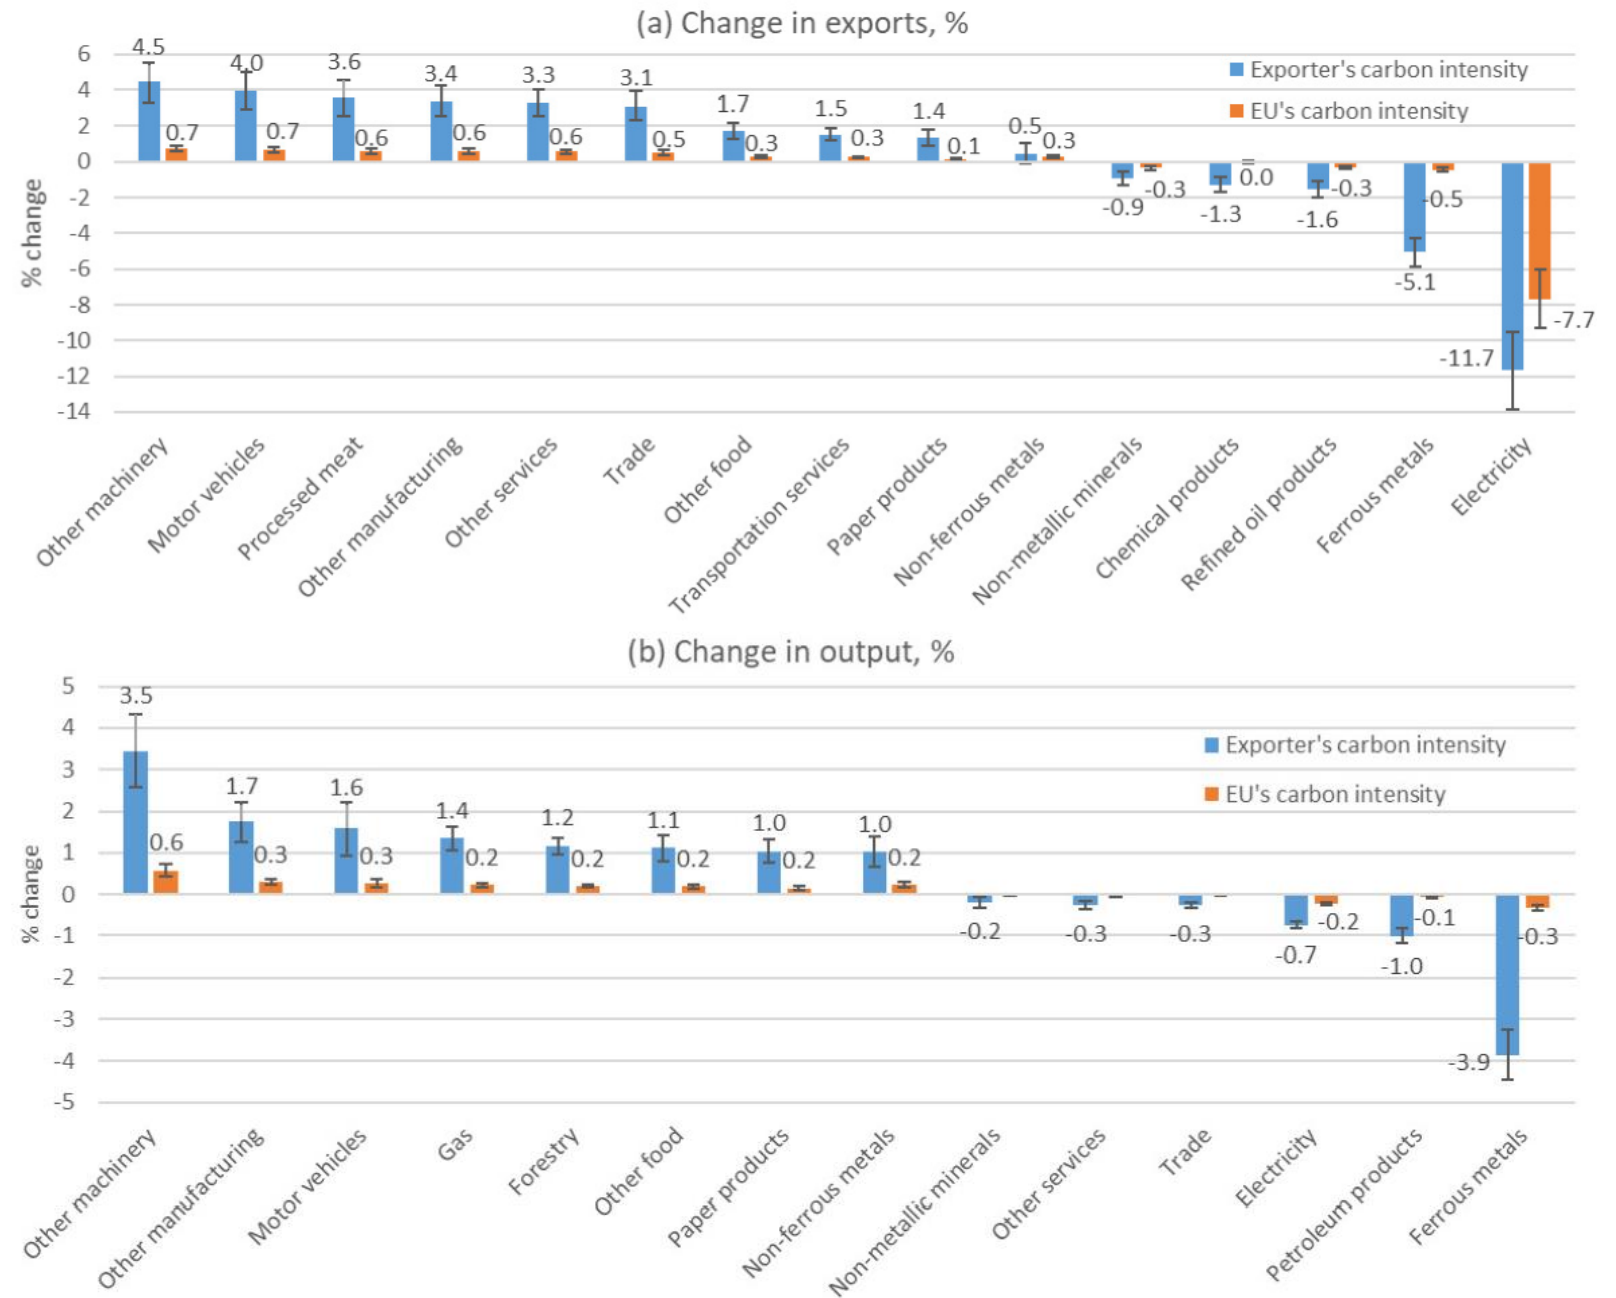 (a) Change in exports, %
6
4
2
0
-2
-4
-6
-8
-10
-12
-14
% change
Exporter's carbon intensity
EU's carbon intensity
4.5
0.7
4.0
0.7
3.6
0.6
3.4
0.6
3.3
0.6
3.1
0.5
1.7
0.3
1.5
0.3
1.4
0.1
0.5
0.3
-0.9
-0.3
-1.3
0.0
-1.6
-0.3
-5.1
-0.5
-11.7
-7.7
Other machinery
Motor vehicles
Processed meat
Other manufacturing
Other services
Trade
Other food
Transportation services
Paper products
Non-ferrous metals
Non-metallic minerals
Chemical products
Refined oil products
Ferrous metals
Electricity
(b) Change in output, %
5
4
3
2
1
0
-1
-2
-3
-4
-5
% change
Exporter's carbon intensity
EU's carbon intensity
3.5
0.6
1.7
0.3
1.6
0.3
1.4
0.2
1.2
0.2
1.1
0.2
1.0
0.2
1.0
0.2
-0.2
-0.3
-0.3
-0.7
-0.2
-1.0
-0.1
-3.9
-0.3
Other machinery
Other manufacturing
Motor vehicles
Gas
Forestry
Other food
Paper products
Non-ferrous metals
Non-metallic minerals
Other services
Trade
Electricity
Petroleum products
Ferrous metals